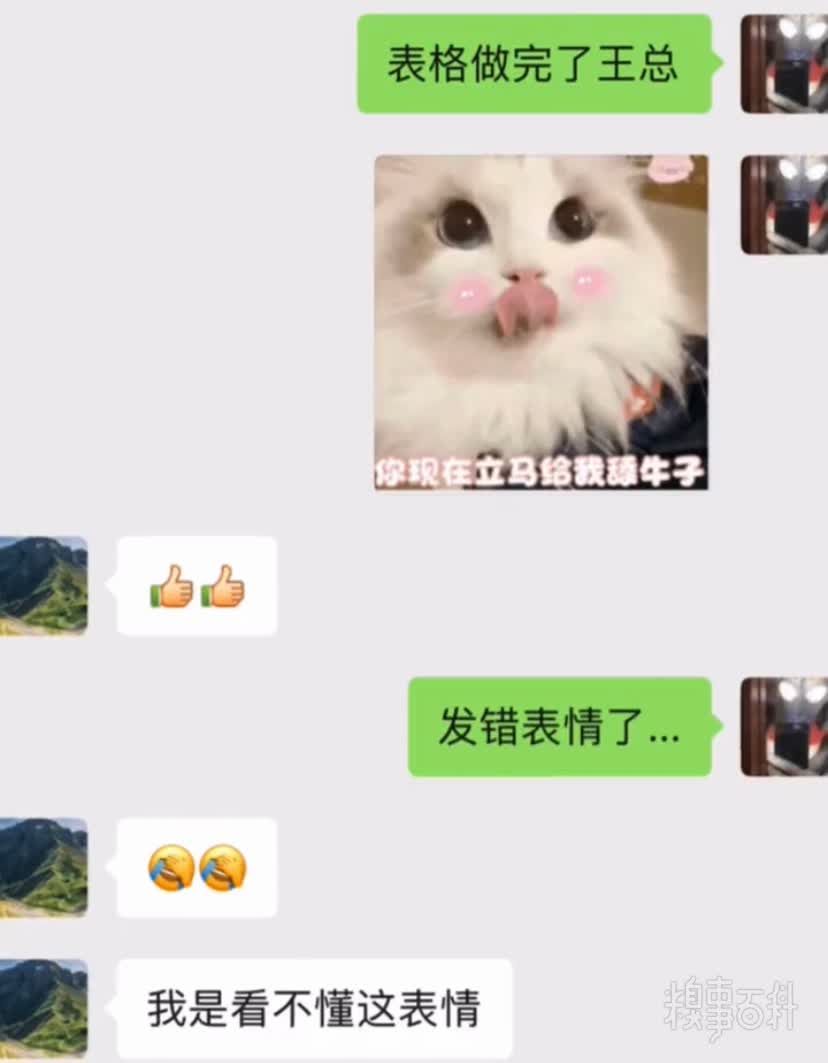 表格做完了王总
你现在立马给我舔牛子
发错表情了...
我是看不懂这表情
糗事百科